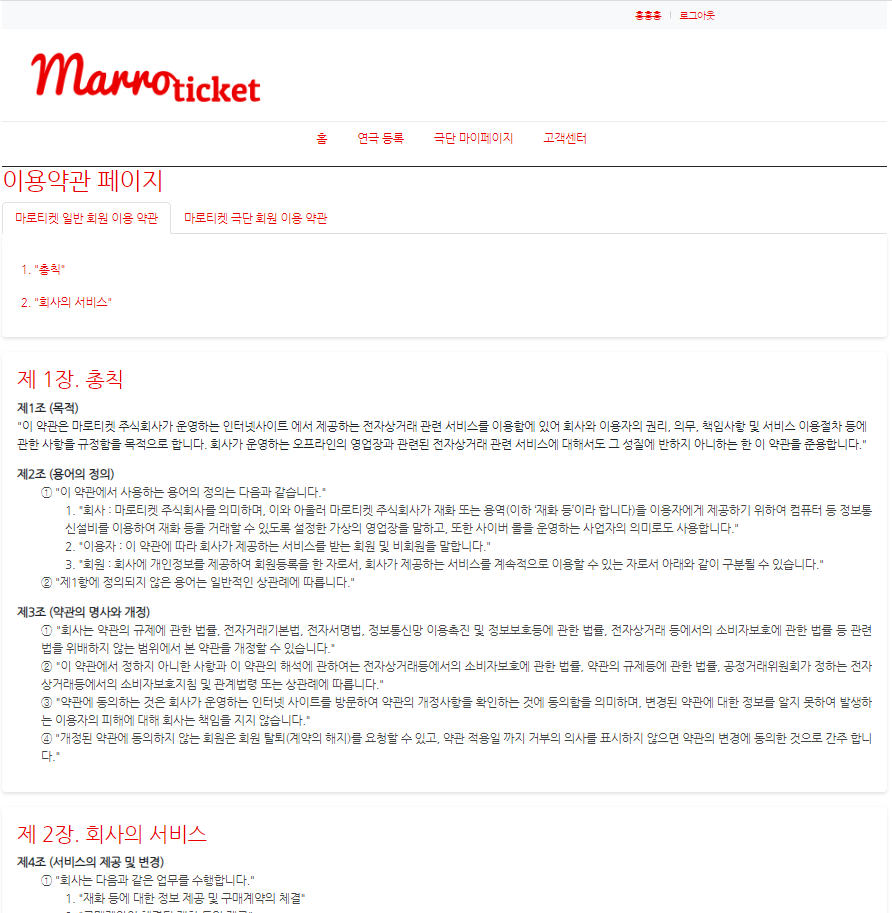 홍홍홍 | 로그아웃
Marro ticket
홈 연극 등록 극단 마이페이지 고객센터
이용약관 페이지
마로티켓 일반 회원 이용 약관 마로티켓 극단 회원 이용 약관
1. "총칙"
2. "회사의 서비스"
제 1장. 총칙
제1조 (목적)
"이 약관은 마로티켓 주식회사가 운영하는 인터넷사이트 에서 제공하는 전자상거래 관련 서비스를 이용함에 있어 회사와 이용자의 권리, 의무, 책임사항 및 서비스 이용절차 등에
관한 사항을 규정함을 목적으로 합니다. 회사가 운영하는 오프라인의 영업장과 관련된 전자상거래 관련 서비스에 대해서도 그 성질에 반하지 아니하는 한 이 약관을 준용합니다."
제2조 (용어의 정의)
① "이 약관에서 사용하는 용어의 정의는 다음과 같습니다."
1. "회사 : 마로티켓 주식회사를 의미하며, 이와 아울러 마로티켓 주식회사가 재화 또는 용역(이하 '재화 등'이라 합니다)을 이용자에게 제공하기 위하여 컴퓨터 등 정보통
신설비를 이용하여 재화 등을 거래할 수 있도록 설정한 가상의 영업장을 말하고, 또한 사이버 몰을 운영하는 사업자의 의미로도 사용합니다."
2. "이용자 : 이 약관에 따라 회사가 제공하는 서비스를 받는 회원 및 비회원을 말합니다."
3. "회원 : 회사에 개인정보를 제공하여 회원등록을 한 자로서, 회사가 제공하는 서비스를 계속적으로 이용할 수 있는 자로서 아래와 같이 구분될 수 있습니다."
② "제1항에 정의되지 않은 용어는 일반적인 상관례에 따릅니다."
제3조 (약관의 명사와 개정)
① "회사는 약관의 규제에 관한 법률, 전자거래기본법, 전자서명법, 정보통신망 이용촉진 및 정보보호등에 관한 법률, 전자상거래 등에서의 소비자보호에 관한 법률 등 관련
법을 위배하지 않는 범위에서 본 약관을 개정할 수 있습니다."
② "이 약관에서 정하지 아니한 사항과 이 약관의 해석에 관하여는 전자상거래등에서의 소비자보호에 관한 법률, 약관의 규제등에 관한 법률, 공정거래위원회가 정하는 전자
상거래등에서의 소비자보호지침 및 관계법령 또는 상관례에 따릅니다."
③ "약관에 동의하는 것은 회사가 운영하는 인터넷 사이트를 방문하여 약관의 개정사항을 확인하는 것에 동의함을 의미하며, 변경된 약관에 대한 정보를 알지 못하여 발생하
는 이용자의 피해에 대해 회사는 책임을 지지 않습니다."
④ "개정된 약관에 동의하지 않는 회원은 회원 탈퇴(계약의 해지)를 요청할 수 있고, 약관 적용일 까지 거부의 의사를 표시하지 않으면 약관의 변경에 동의한 것으로 간주 합니
다."
제 2장. 회사의 서비스
제4조 (서비스의 제공 및 변경)
① "회사는 다음과 같은 업무를 수행합니다."
1. "재화 등에 대한 정보 제공 및 구매계약의 체결"